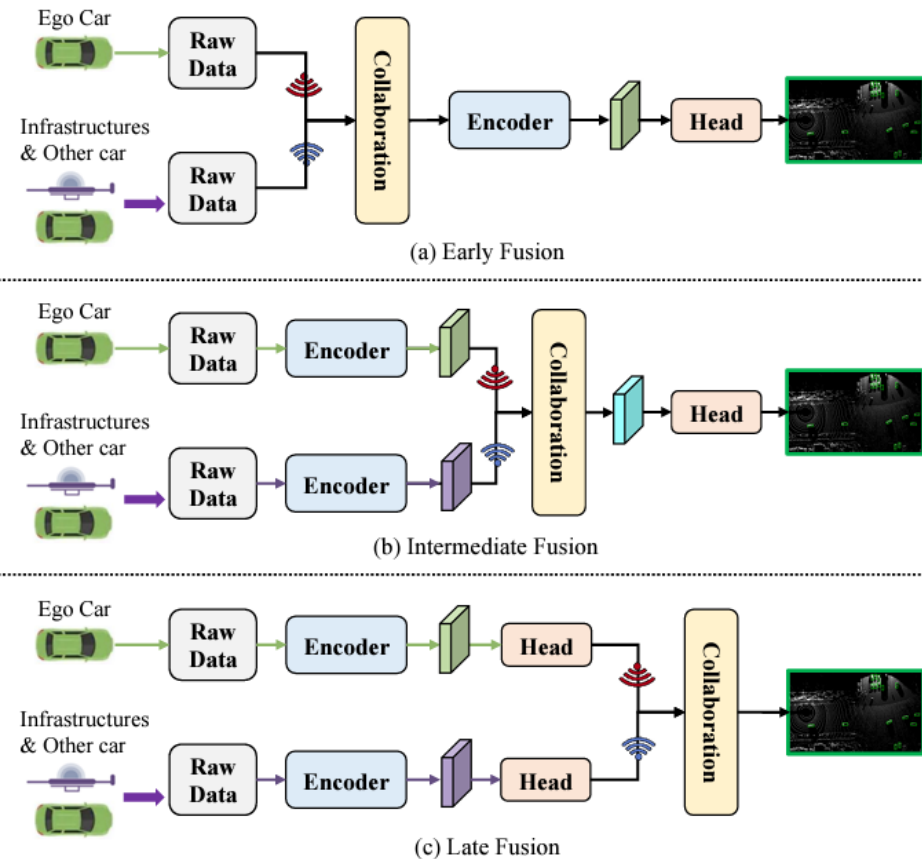 Ego Car
Raw
Data
Collaboration
Encoder
Head
Infrastructures
& Other car
Raw
Data
(a) Early Fusion
Ego Car
Raw
Data
Encoder
Collaboration
Head
Infrastructures
& Other car
Raw
Data
Encoder
(b) Intermediate Fusion
Ego Car
Raw
Data
Encoder
Head
Collaboration
Infrastructures
& Other car
Raw
Data
Encoder
Head
(c) Late Fusion